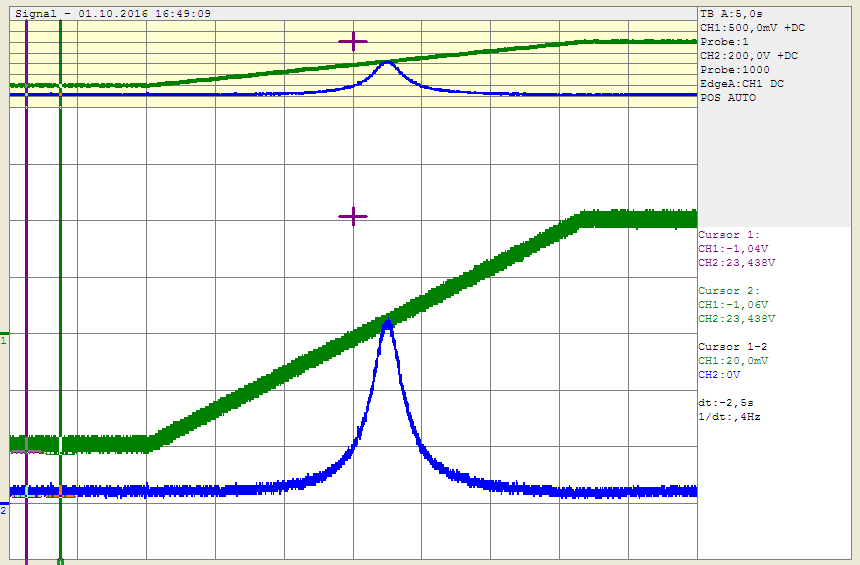 Signal - 01.10.2016 16:49:09
TB A:5,0s
CH1:500,0mV +DC
Probe:1
CH2:200,0V +DC
Probe:1000
EdgeA:CH1 DC
POS AUTO
Cursor 1:
CH1:-1,04V
CH2:23,438V
Cursor 2:
CH1:-1,06V
CH2:23,438V
Cursor 1-2
CH1:20,0mV
CH2:0V
dt:-2,5s
1/dt:,4Hz
1
2